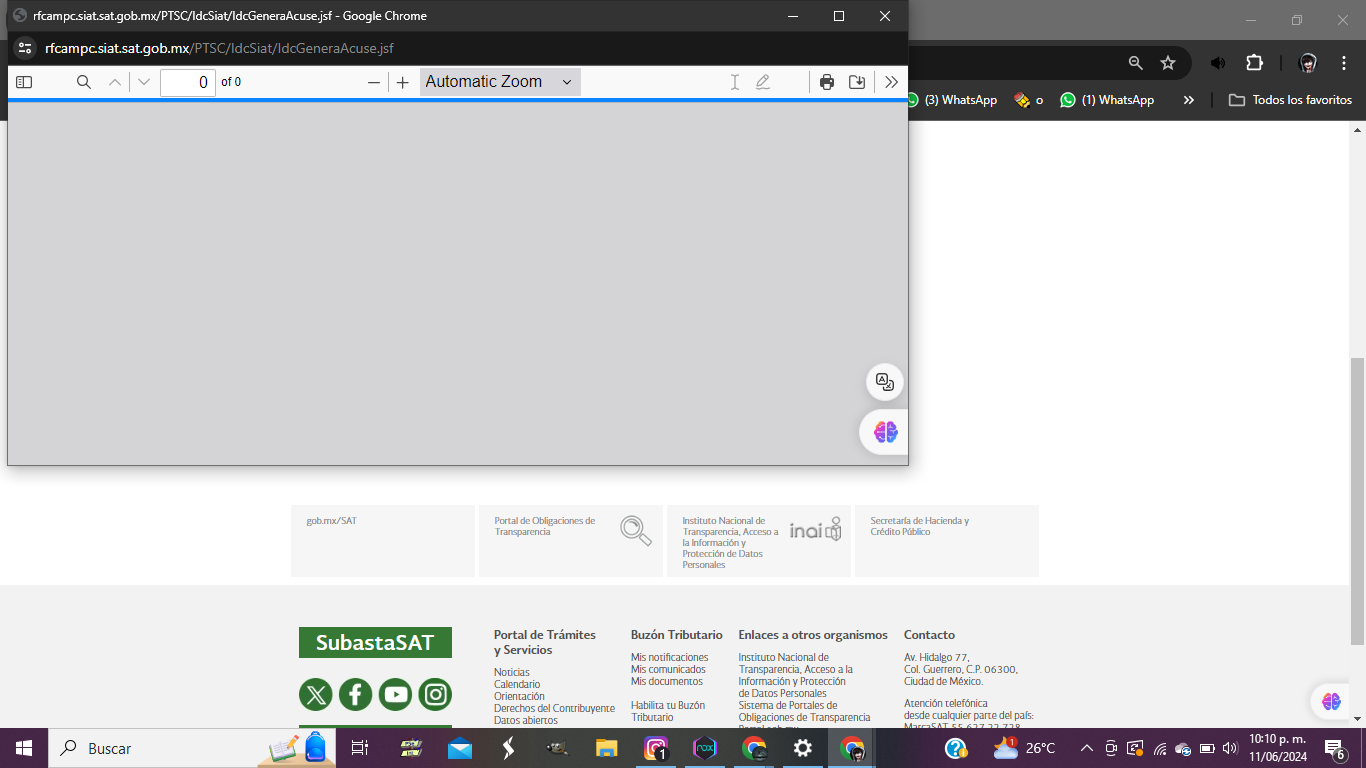 rfcampc.siat.sat.gob.mx/PTSC/IdcSiat/IdcGeneraAcuse.jsf - Google Chrome
rfcampc.siat.sat.gob.mx/PTSC/IdcSiat/IdcGeneraAcuse.jsf
0 of 0
Automatic Zoom
(3) WhatsApp
o
(1) WhatsApp
Todos los favoritos
gob.mx/SAT
Portal de Obligaciones de
Transparencia
Instituto Nacional de
Transparencia, Acceso a
la Información y
Protección de Datos
Personales
inai
Secretaría de Hacienda y
Crédito Público
SubastaSAT
Portal de Trámites
y Servicios
Noticias
Calendario
Orientación
Derechos del Contribuyente
Datos abiertos
Buzón Tributario
Mis notificaciones
Mis comunicados
Mis documentos
Habilita tu Buzón
Tributario
Enlaces a otros organismos
Instituto Nacional de
Transparencia, Acceso a la
Información y Protección
de Datos Personales
Sistema de Portales de
Obligaciones de Transparencia
Contacto
Av. Hidalgo 77,
Col. Guerrero, C.P. 06300,
Ciudad de México.
Atención telefónica
desde cualquier parte del país:
MarcaSAT 55 627 22 728
Buscar
1
nox
1
26°C
10:10 p. m.
11/06/2024
6